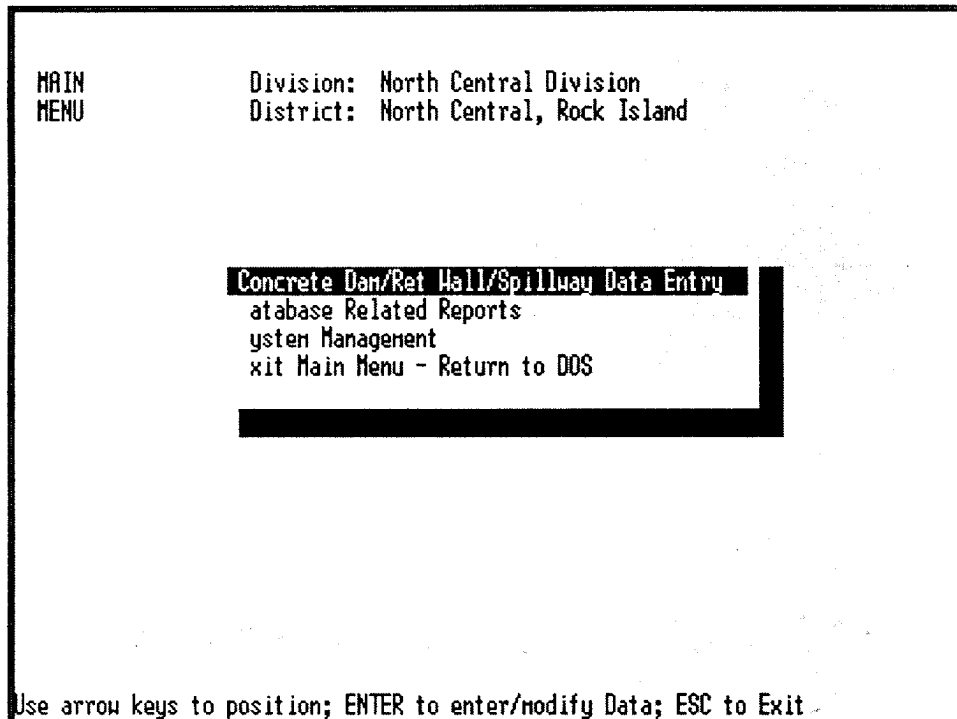 MAIN Division: North Central Division
MENU District: North Central, Rock Island
Concrete Dam/Ret Wall/Spillway Data Entry
atabase Related Reports
ystem Management
xit Main Menu - Return to DOS
Use arrow keys to position; ENTER to enter/modify Data; ESC to Exit